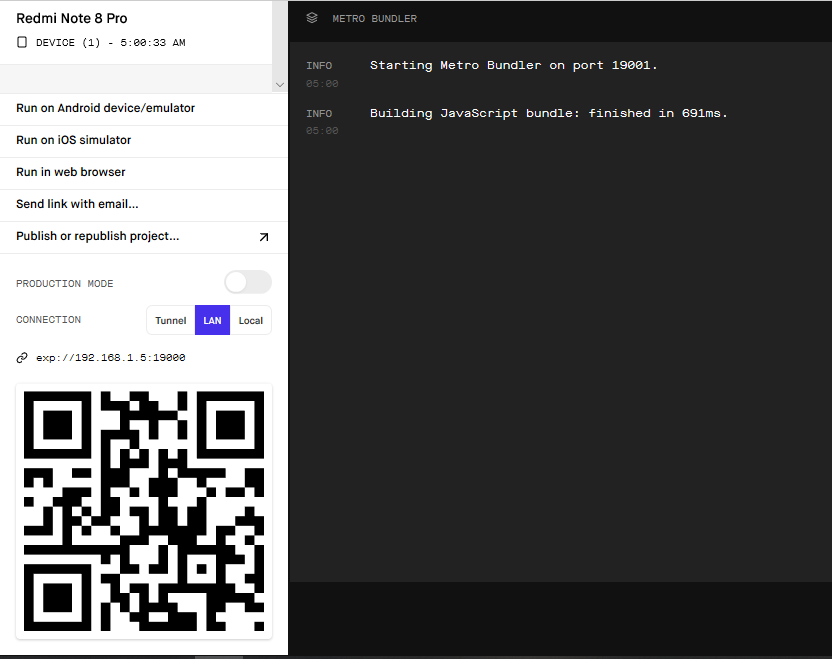 Redmi Note 8 Pro
DEVICE (1) - 5:00:33 AM
Run on Android device/emulator
Run on iOS simulator
Run in web browser
Send link with email...
Publish or republish project...
PRODUCTION MODE
CONNECTION
Tunnel LAN Local
exp://192.168.1.5:19000
METRO BUNDLER
INFO Starting Metro Bundler on port 19001.
05:00
INFO Building JavaScript bundle: finished in 691ms.
05:00